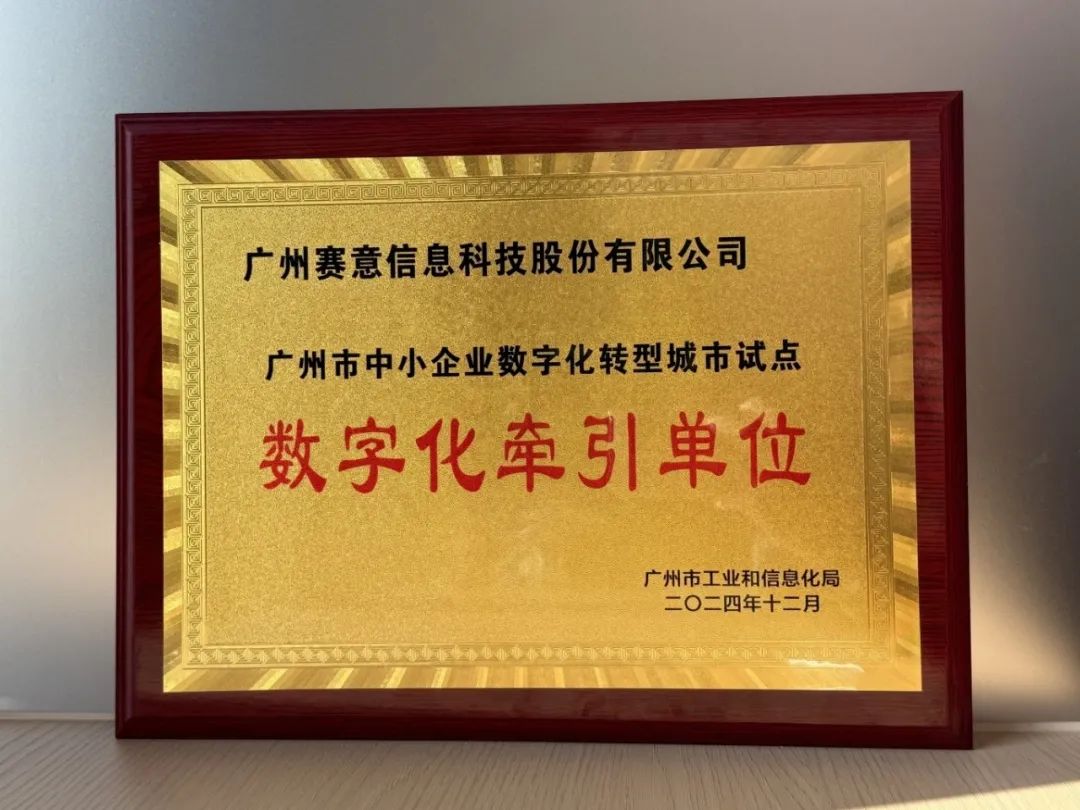 广州赛意信息科技股份有限公司
广州市中小企业数字化转型城市试点
数字化牵引单位
广州市工业和信息化局
二〇二四年十二月